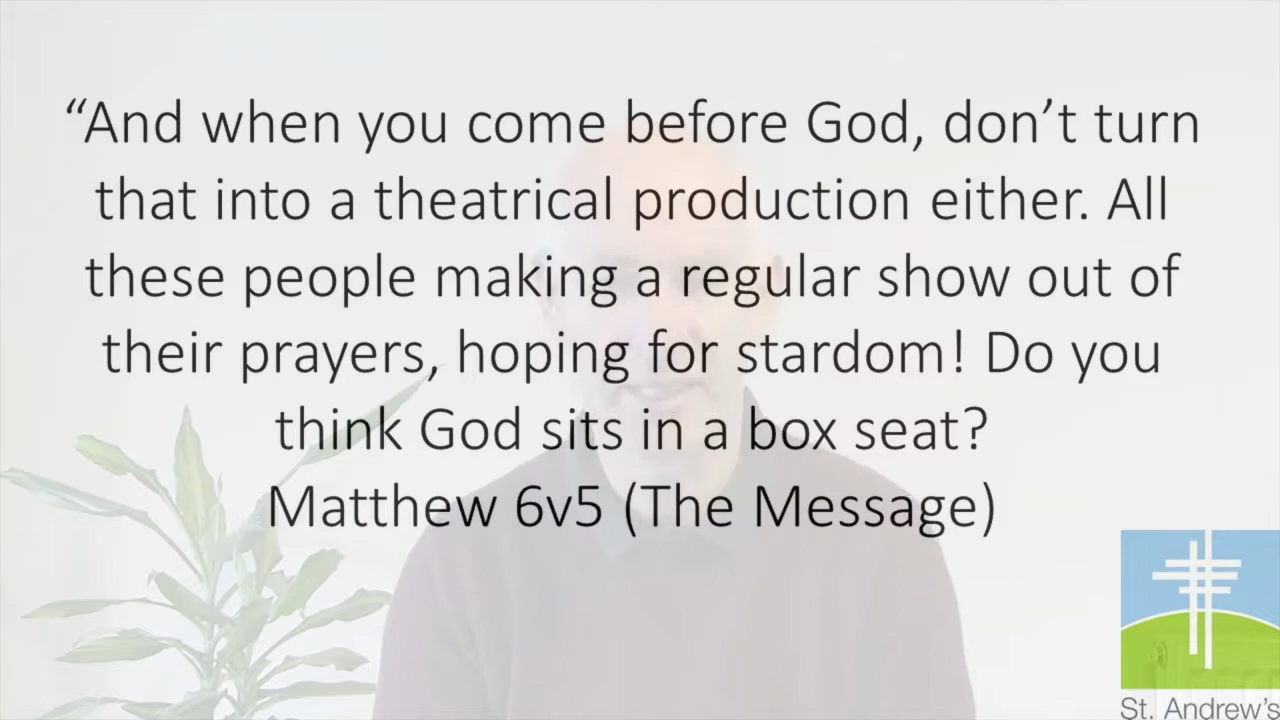 “And when you come before God, don’t turn
that into a theatrical production either. All
these people making a regular show out of
their prayers, hoping for stardom! Do you
think God sits in a box seat?
Matthew 6v5 (The Message)
St. Andrew’s